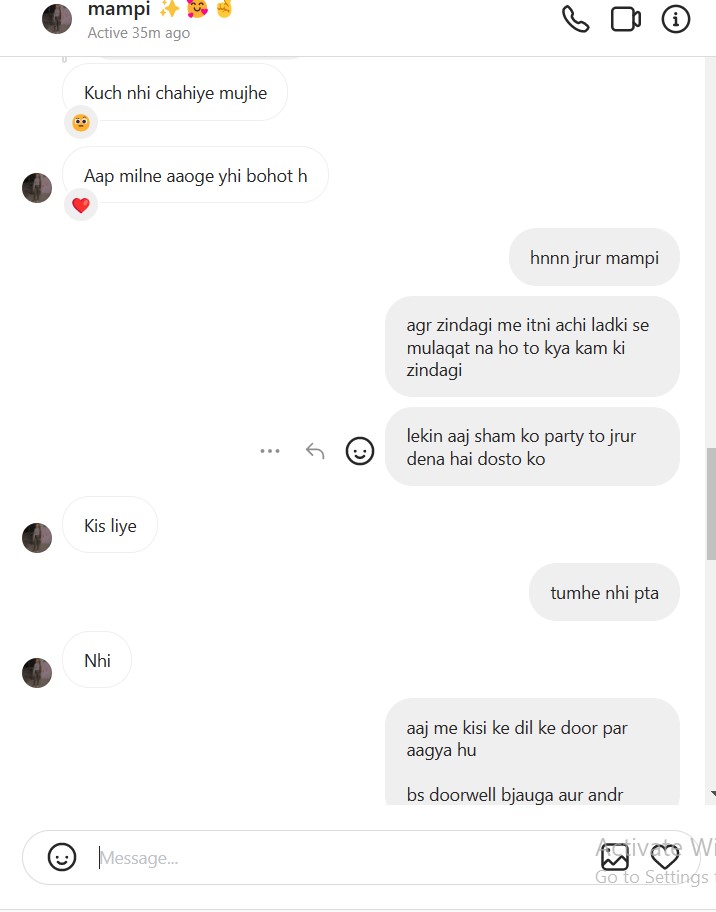 mampi ✨🥰🤞
Active 35m ago
Kuch nhi chahiye mujhe
Aap milne aaoge yhi bohot h
hnnn jrur mampi
agr zindagi me itni achi ladki se
mulaqat na ho to kya kam ki
zindagi
lekin aaj sham ko party to jrur
dena hai dosto ko
Kis liye
tumhe nhi pta
Nhi
aaj me kisi ke dil ke door par
aagya hu
bs doorwell bjauga aur andr
Message...
Activate Wi
Go to Settings